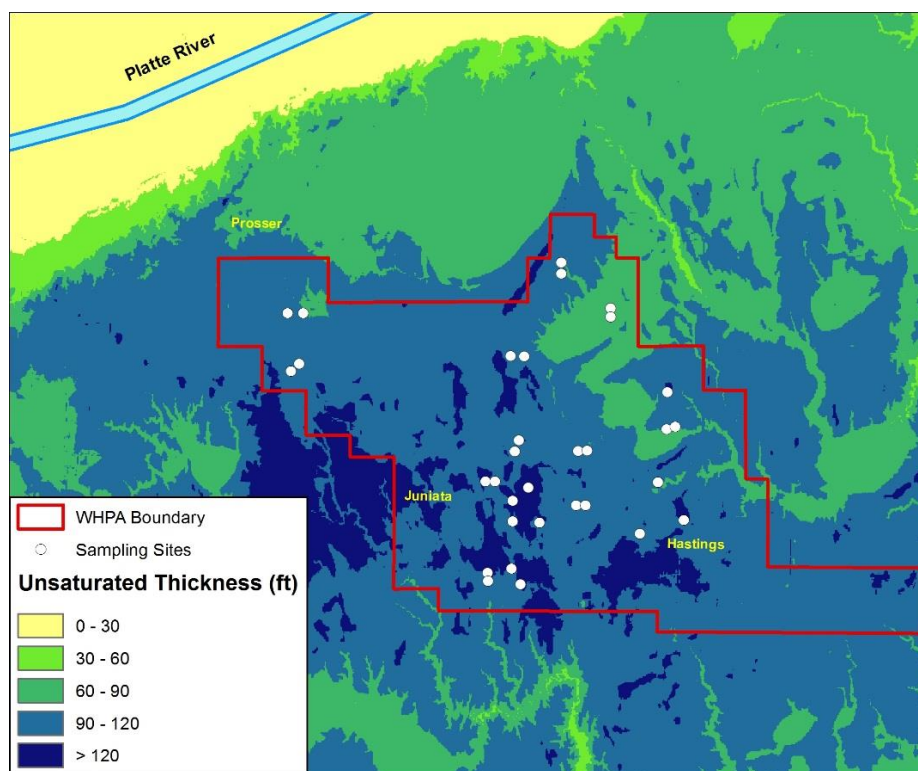 Platte River
Prosser
Juniata
Hastings
WHPA Boundary
Sampling Sites
Unsaturated Thickness (ft)
0 - 30
30 - 60
60 - 90
90 - 120
> 120